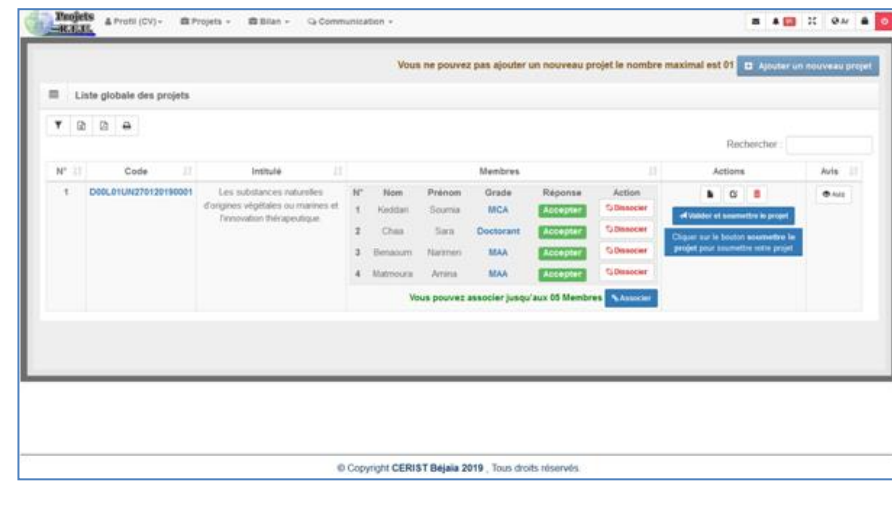 Projets
R.F.U.
Profil (CV) Projets Bilan Communication Ar
Vous ne pouvez pas ajouter un nouveau projet le nombre maximal est 01 Ajouter un nouveau projet
Liste globale des projets
Rechercher :
N° Code Intitulé Membres Actions Avis
1 D00L01UN270120190001 Les substances naturelles d'origines végétales ou marines et l'innovation thérapeutique
N° Nom Prénom Grade Réponse Action
1 Keddari Soumia MCA Accepter Dissocier
2 Chaa Sara Doctorant Accepter Dissocier
3 Benaoum Narimen MAA Accepter Dissocier
4 Matmoura Amina MAA Accepter Dissocier
Vous pouvez associer jusqu'aux 05 Membres Associer
Valider et soumettre le projet
Cliquer sur le bouton soumettre le
projet pour soumettre votre projet
Avis
© Copyright CERIST Béjaia 2019 , Tous droits réservés.